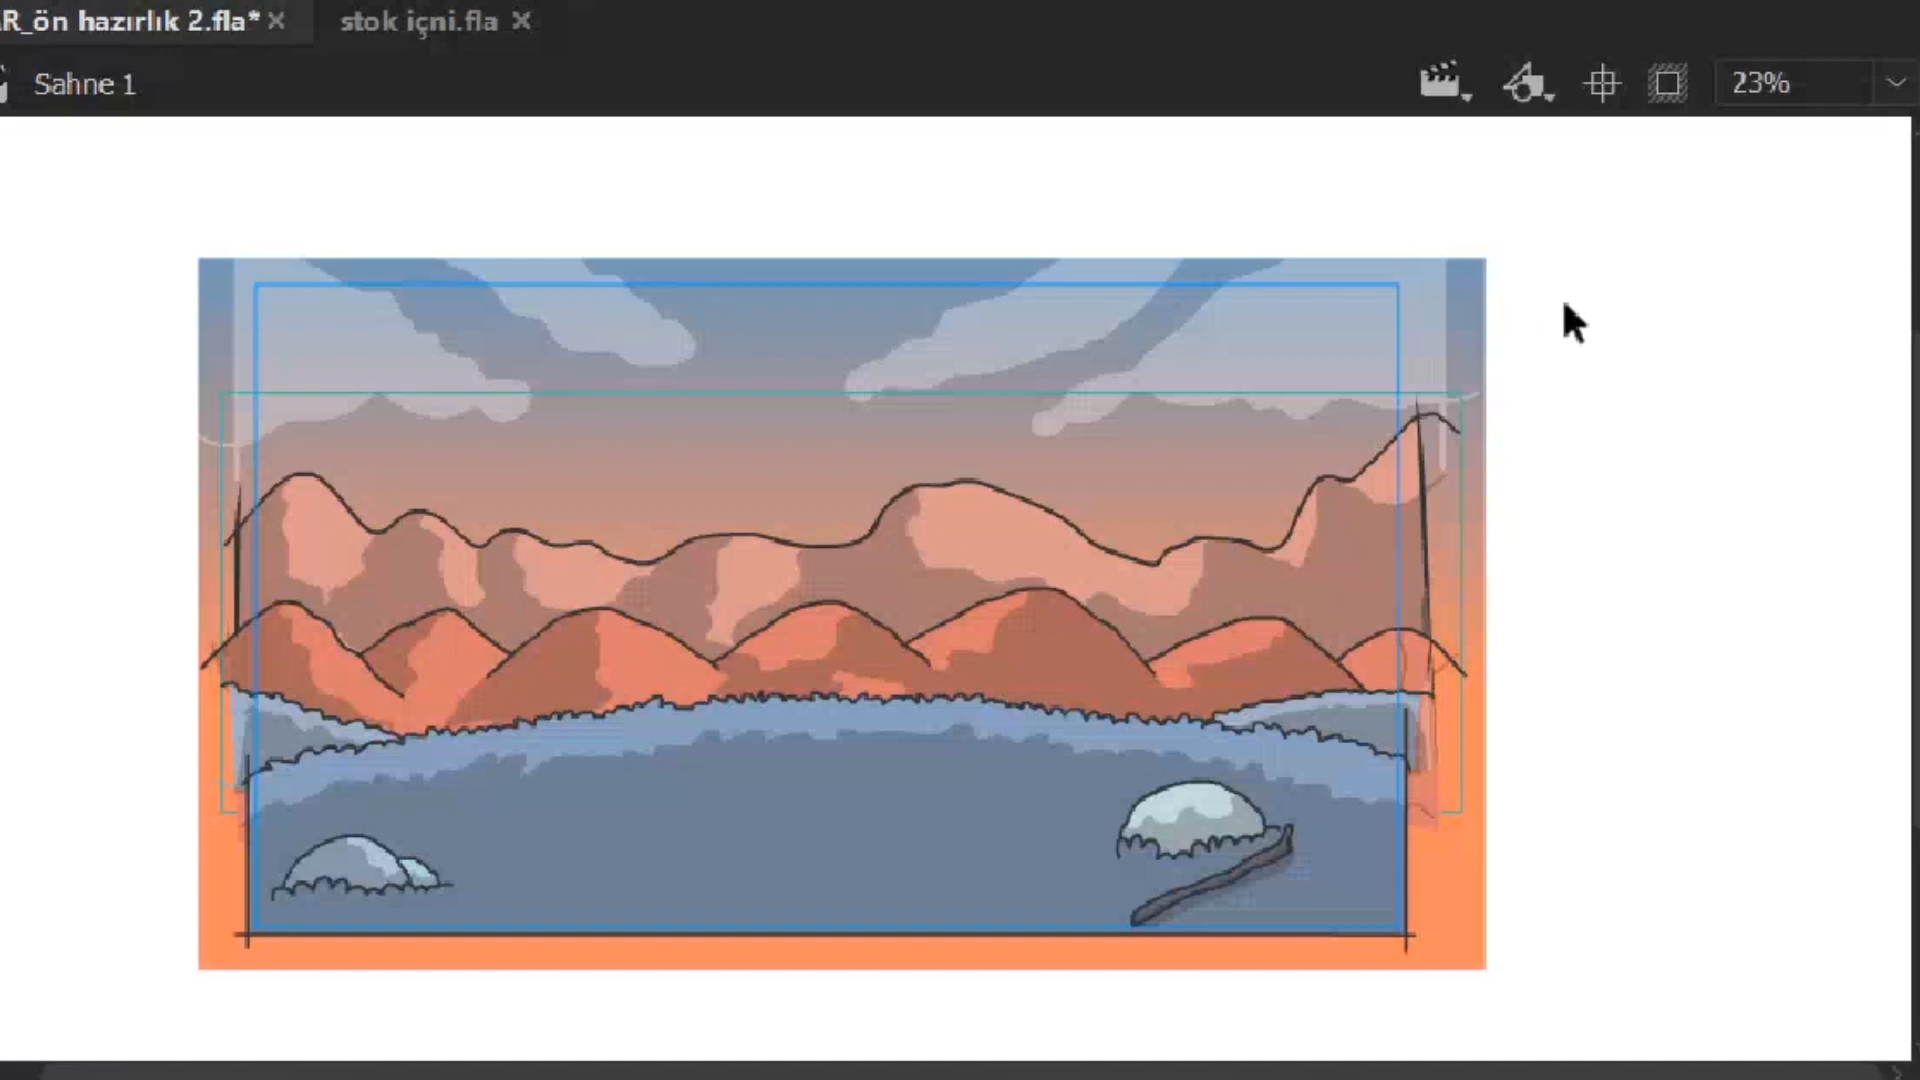 R_ön hazırlık 2.fla* × stok içni.fla ×
Sahne 1
23%